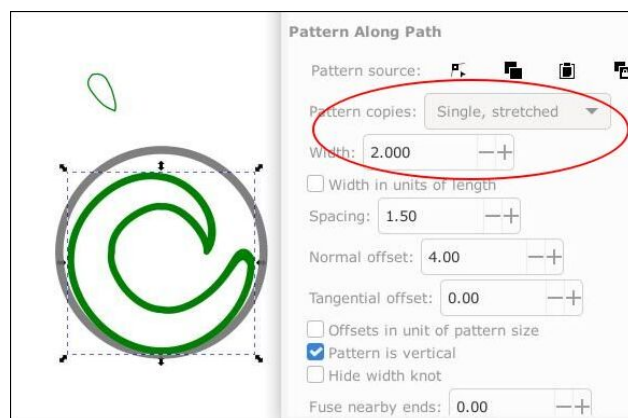 Pattern Along Path
Pattern source:
Pattern copies: Single, stretched
Width: 2.000
Width in units of length
Spacing: 1.50
Normal offset: 4.00
Tangential offset: 0.00
Offsets in unit of pattern size
Pattern is vertical
Hide width knot
Fuse nearby ends: 0.00